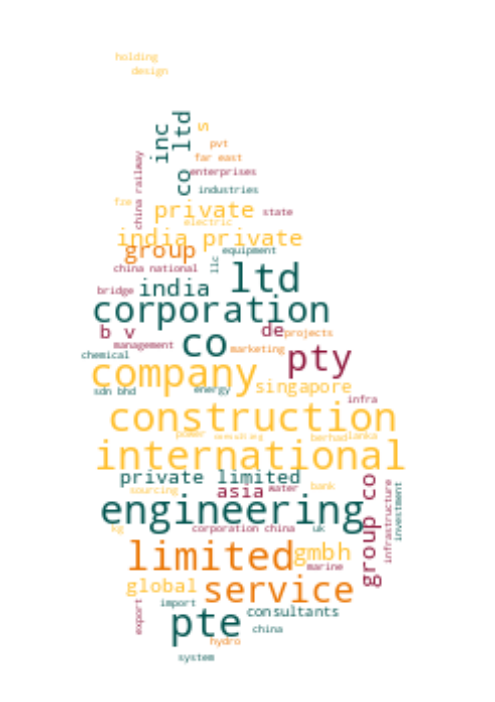 holding
design
inc
co ltd
s
pvt
far east
china railway
enterprises
industries
fze
private
state
electric
india private
group
equipment
llc
china national
ltd
bridge
india
corporation
b v
de
projects
management
co
marketing
chemical
pty
company
sdn bhd
energy
singapore
infra
construction
power
consulting
berhad
lanka
international
private limited
sourcing
asia
water
bank
group co
infrastructure
investment
engineering
kg
corporation china
uk
limited
gmbh
marine
global
service
export
import
consultants
pte
china
hydro
system